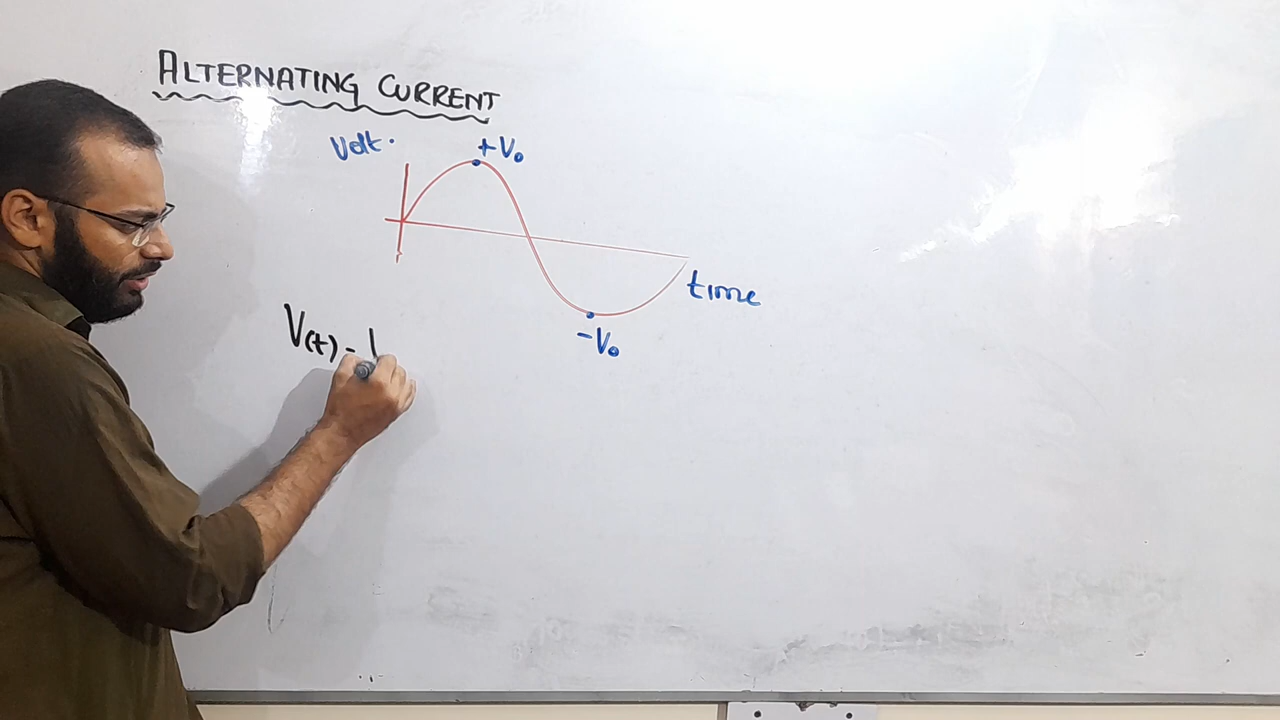 ALTERNATING CURRENT
Volt.
+V₀
time
-V₀
V(t) =